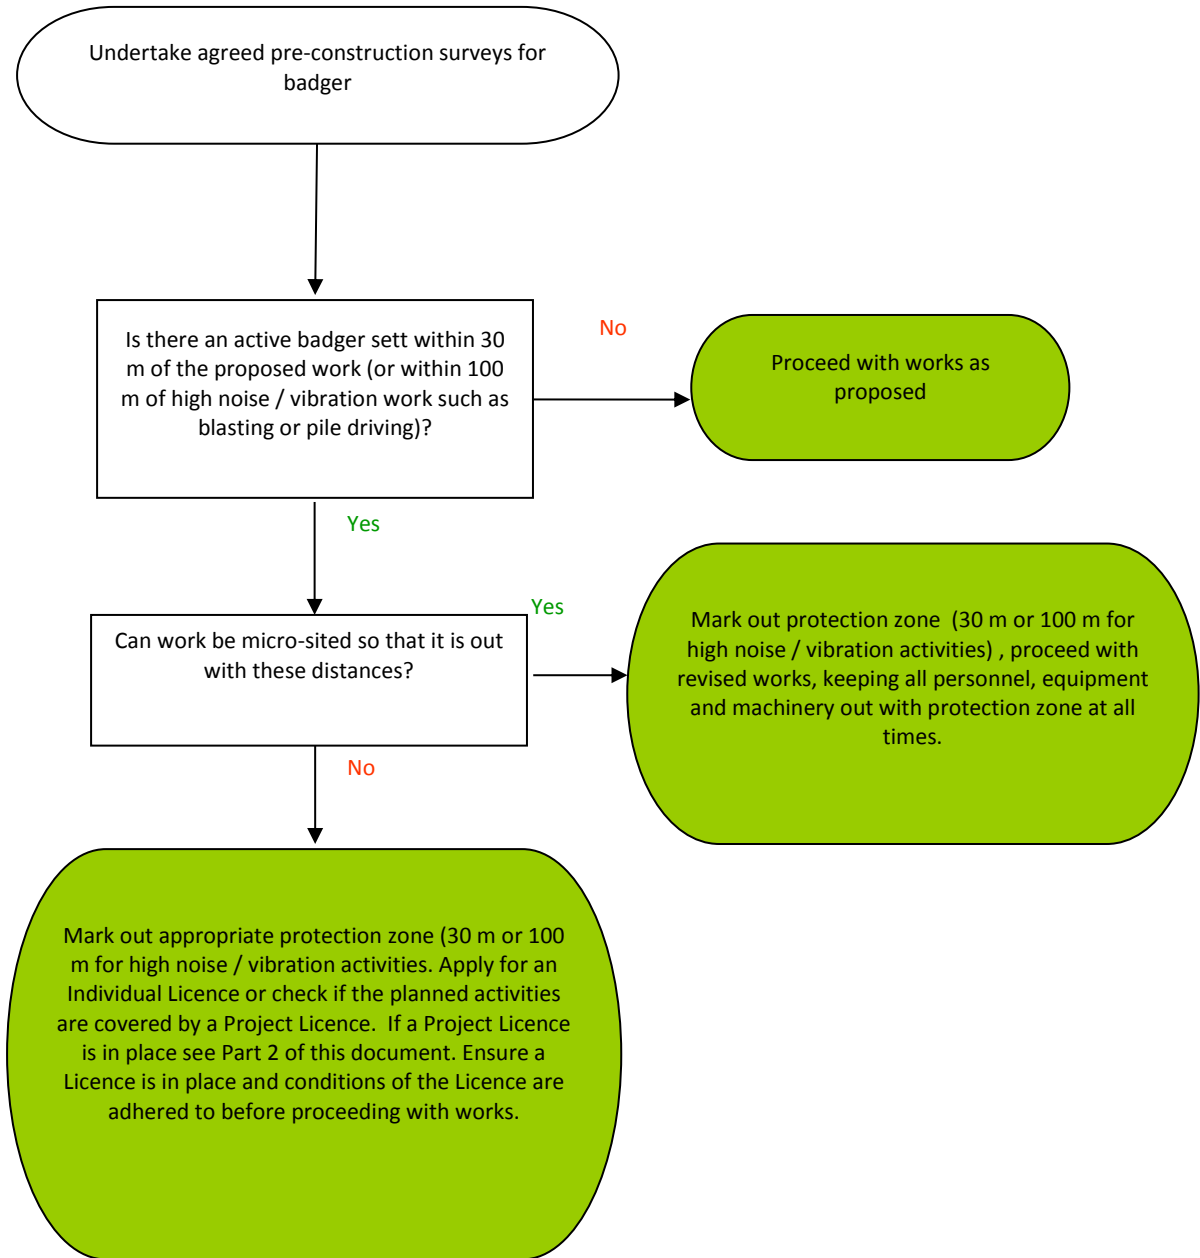 Undertake agreed pre-construction surveys for
badger
Is there an active badger sett within 30
m of the proposed work (or within 100
m of high noise / vibration work such as
blasting or pile driving)?
No
Proceed with works as
proposed
Yes
Can work be micro-sited so that it is out
with these distances?
Yes
Mark out protection zone  (30 m or 100 m for
high noise / vibration activities) , proceed with
revised works, keeping all personnel, equipment
and machinery out with protection zone at all
times.
No
Mark out appropriate protection zone (30 m or 100
m for high noise / vibration activities. Apply for an
Individual Licence or check if the planned activities
are covered by a Project Licence.  If a Project Licence
is in place see Part 2 of this document. Ensure a
Licence is in place and conditions of the Licence are
adhered to before proceeding with works.